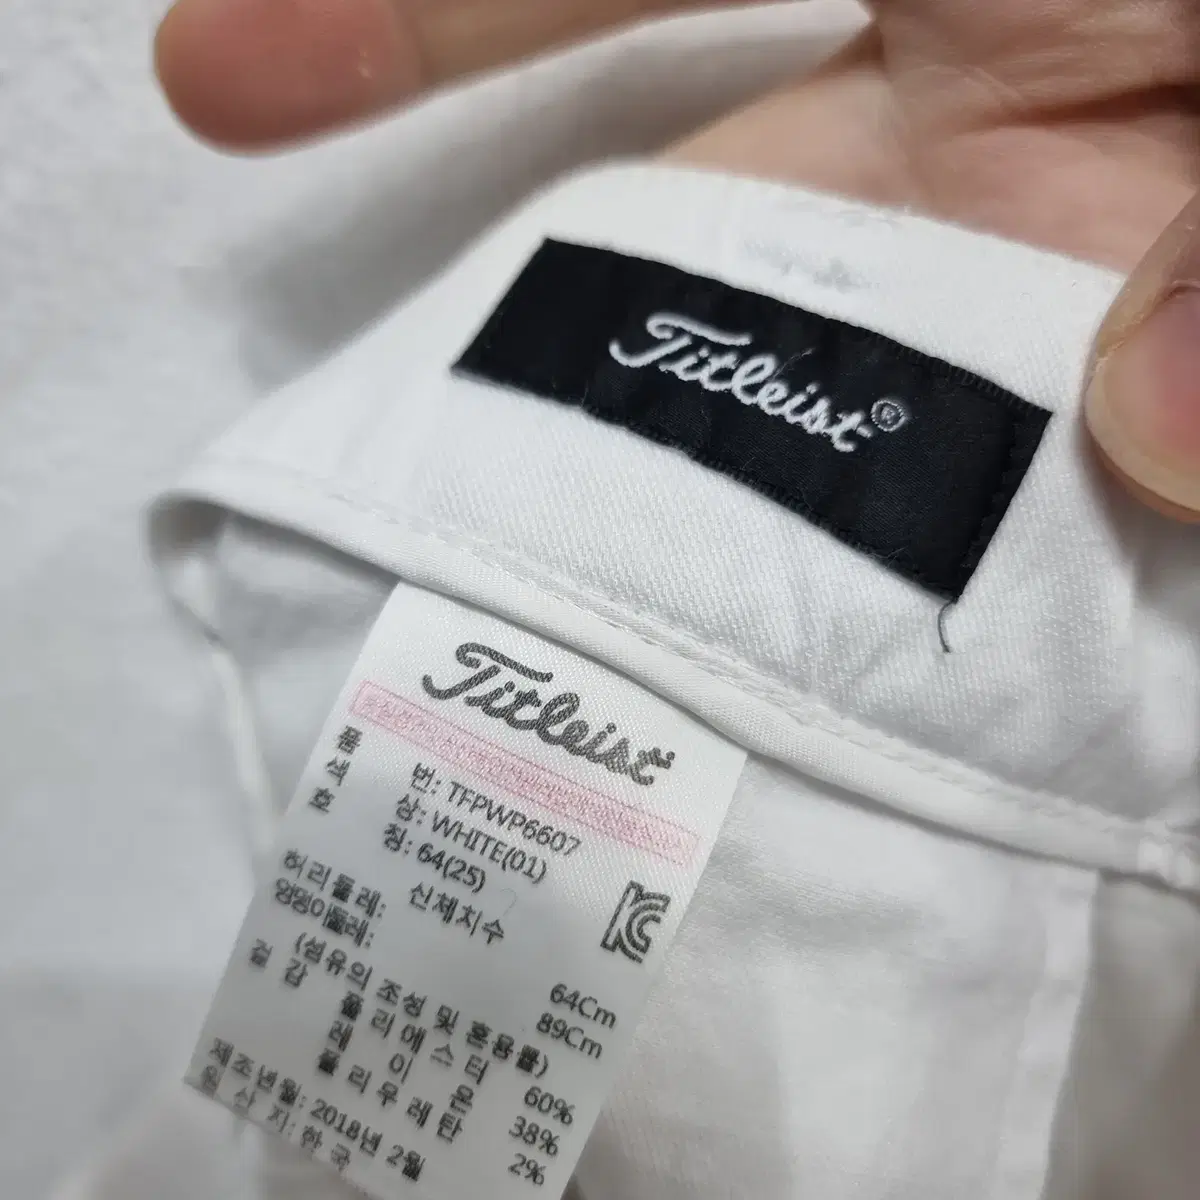 Titleist®
Titleist
품 번: TFPWP6607
색 상: WHITE(01)
호 칭: 64(25)
신체치수
허리둘레: 64Cm
엉덩이둘레: 89Cm
(섬유의 조성 및 혼용률)
겉감 폴리에스터 60%
레이온 38%
폴리우레탄 2%
제조년월: 2018년 2월
원산지: 한국